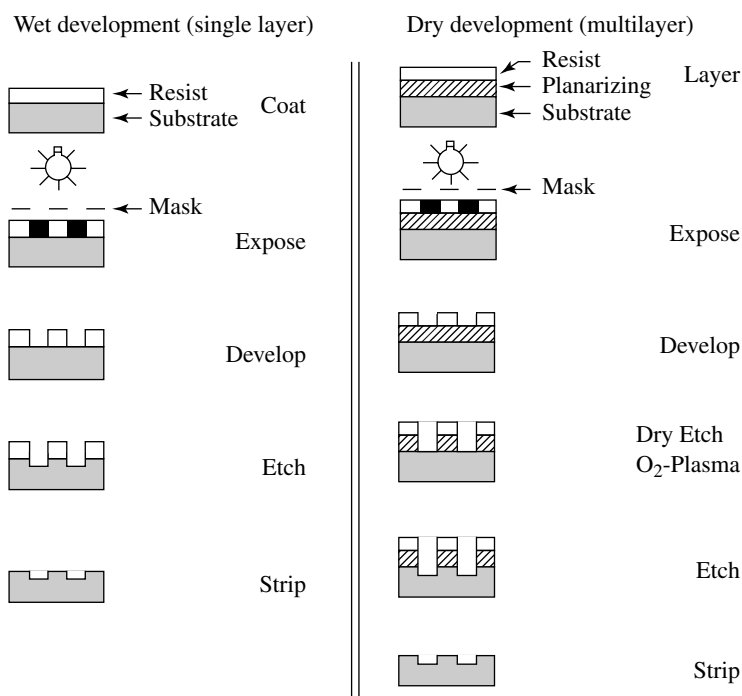 Wet development (single layer)
Resist
Substrate
Coat
Mask
Expose
Develop
Etch
Strip
Dry development (multilayer)
Resist
Planarizing
Substrate
Layer
Mask
Expose
Develop
Dry Etch
O₂-Plasma
Etch
Strip